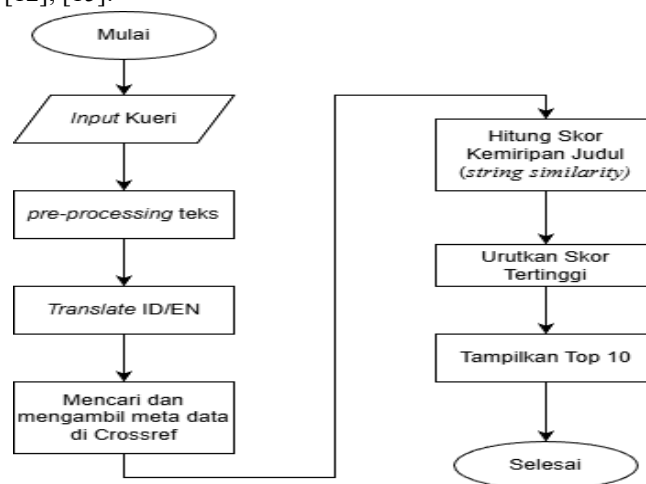 Mulai
Input Kueri
pre-processing teks
Translate ID/EN
Mencari dan
mengambil meta data
di Crossref
Hitung Skor
Kemiripan Judul
(string similarity)
Urutkan Skor
Tertinggi
Tampilkan Top 10
Selesai